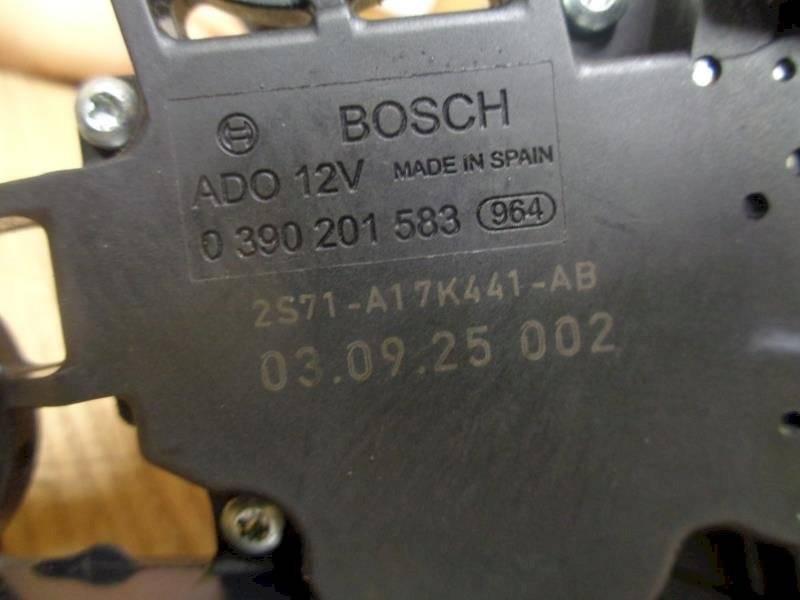 BOSCH
ADO 12V MADE IN SPAIN
0 390 201 583 964
2S71-A17K441-AB
03.09.25 002